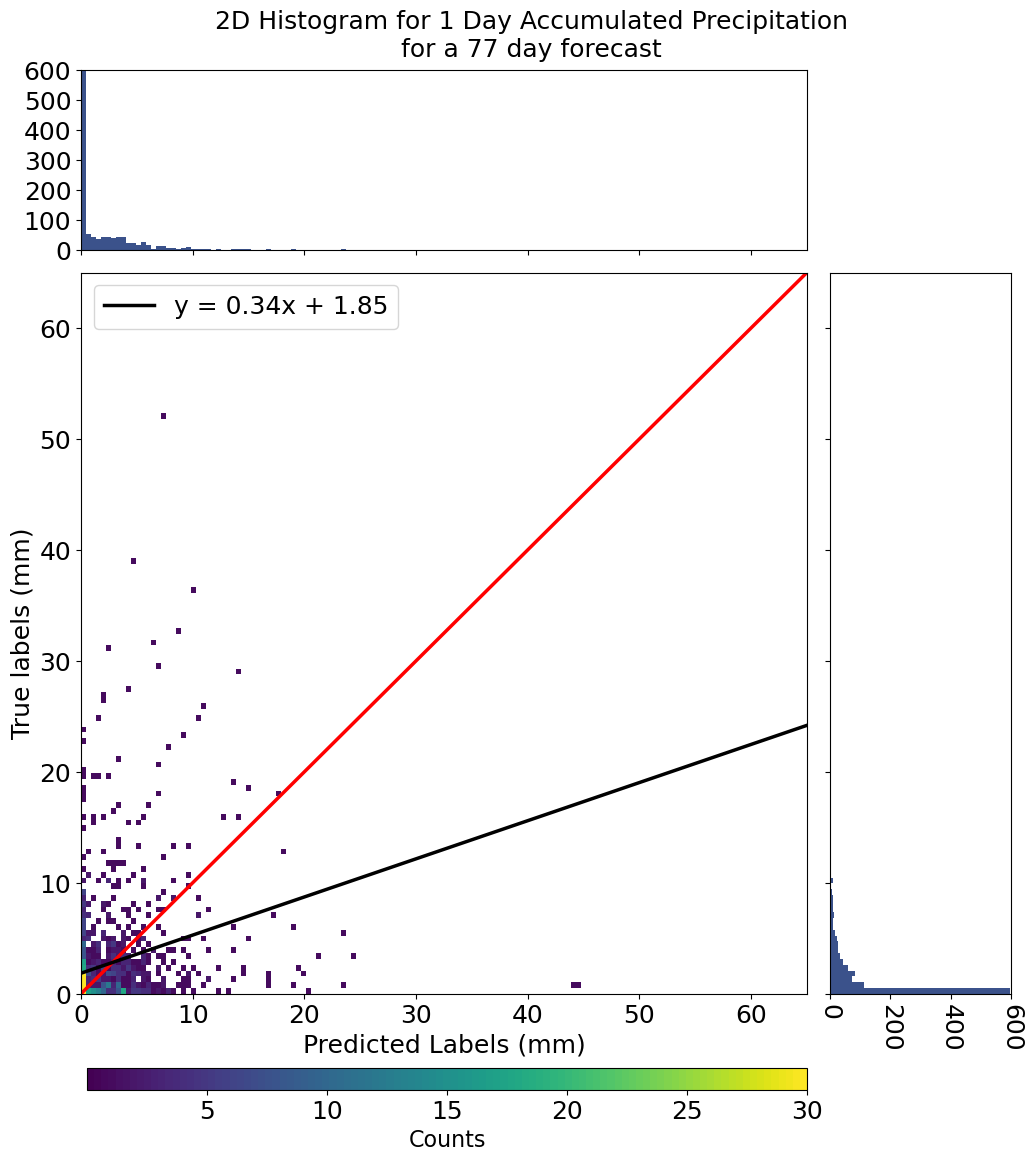 2D Histogram for 1 Day Accumulated Precipitation
for a 77 day forecast
600
500
400
300
200
100
0
y = 0.34x + 1.85
60
50
40
30
20
10
0
True labels (mm)
0 10 20 30 40 50 60
Predicted Labels (mm)
0 200 400 600
5 10 15 20 25 30
Counts